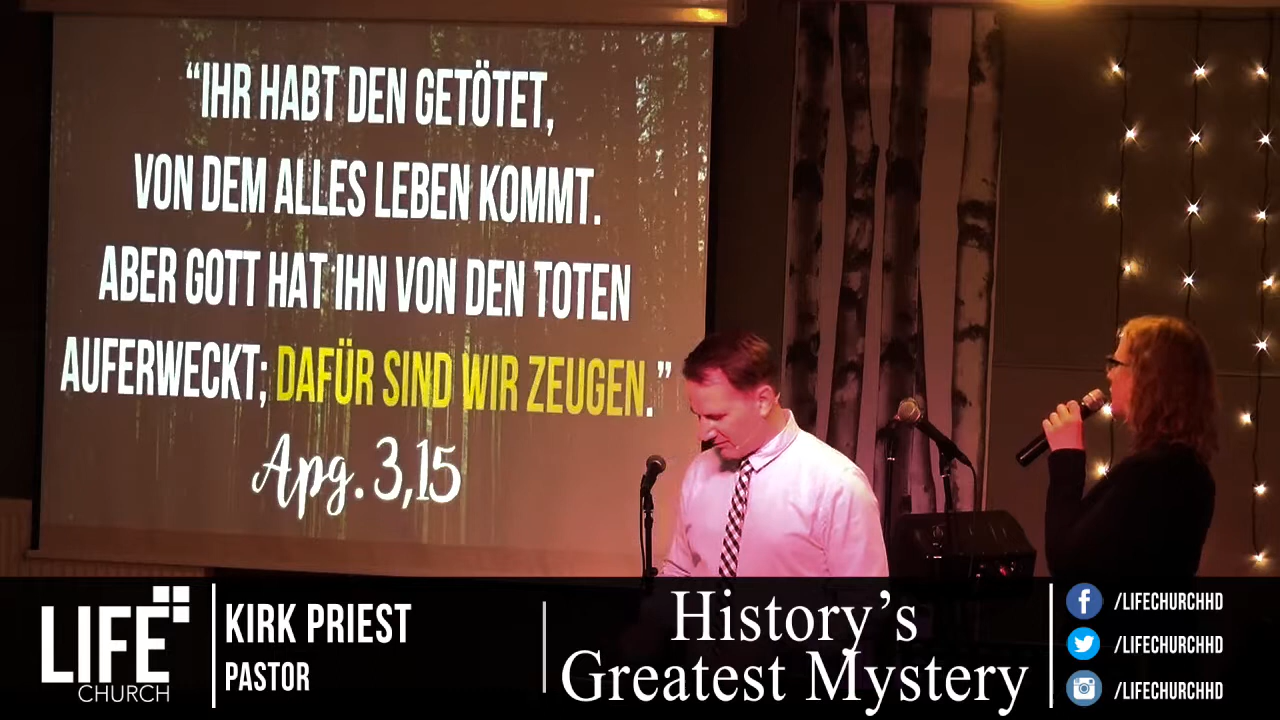 “IHR HABT DEN GETÖTET,
VON DEM ALLES LEBEN KOMMT.
ABER GOTT HAT IHN VON DEN TOTEN
AUFERWECKT; DAFÜR SIND WIR ZEUGEN.”
Apg. 3,15
LIFE
CHURCH
KIRK PRIEST
PASTOR
History’s
Greatest Mystery
/LIFECHURCHHD
/LIFECHURCHHD
/LIFECHURCHHD